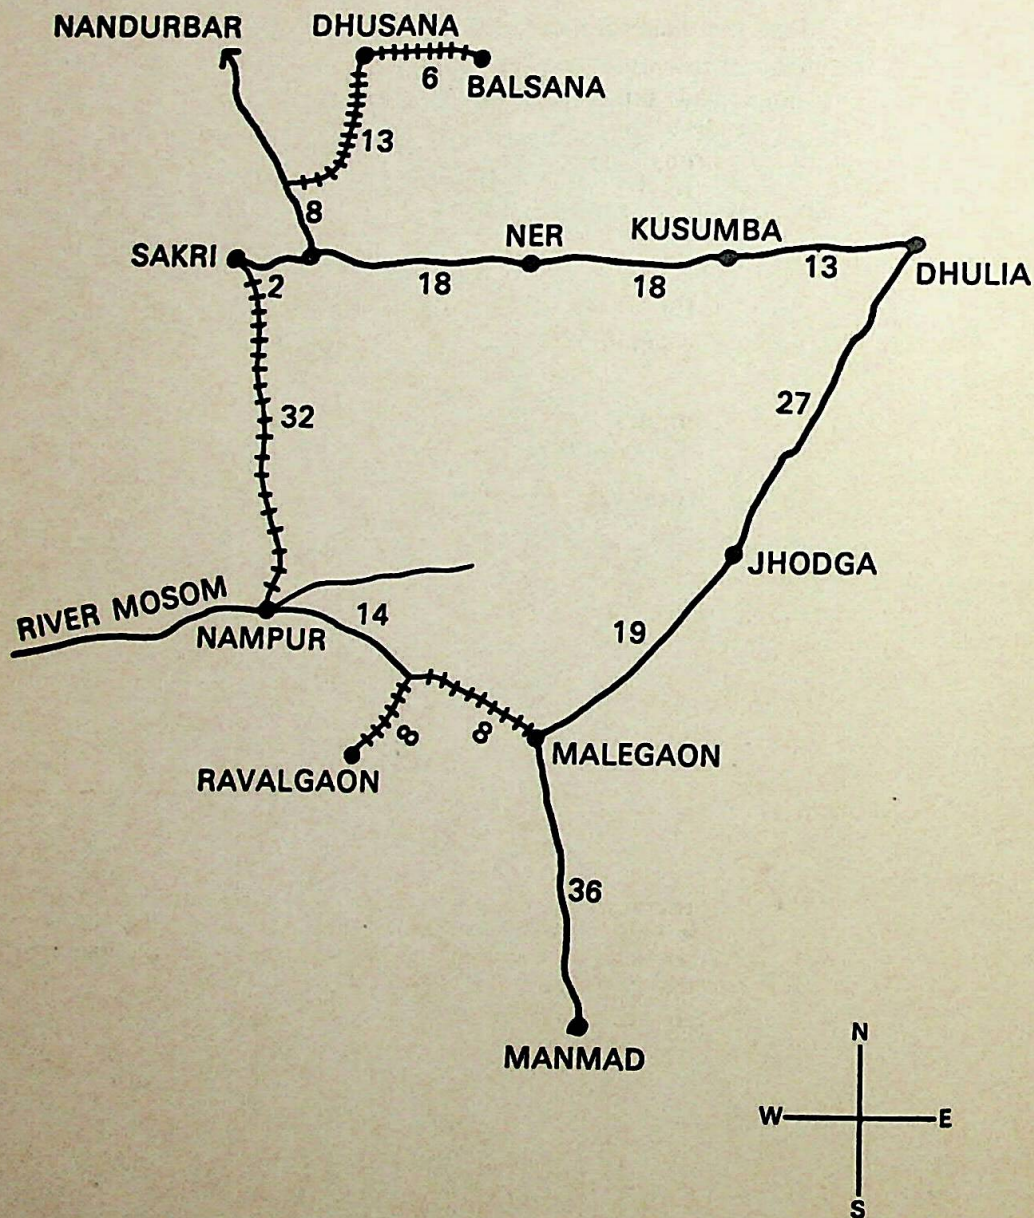 NANDURBAR
DHUSANA
6
BALSANA
13
8
SAKRI
2
18
NER
18
KUSUMBA
13
DHULIA
32
27
JHODGA
RIVER MOSOM
NAMPUR
14
19
8
8
RAVALGAON
MALEGAON
36
MANMAD
N
W
E
S